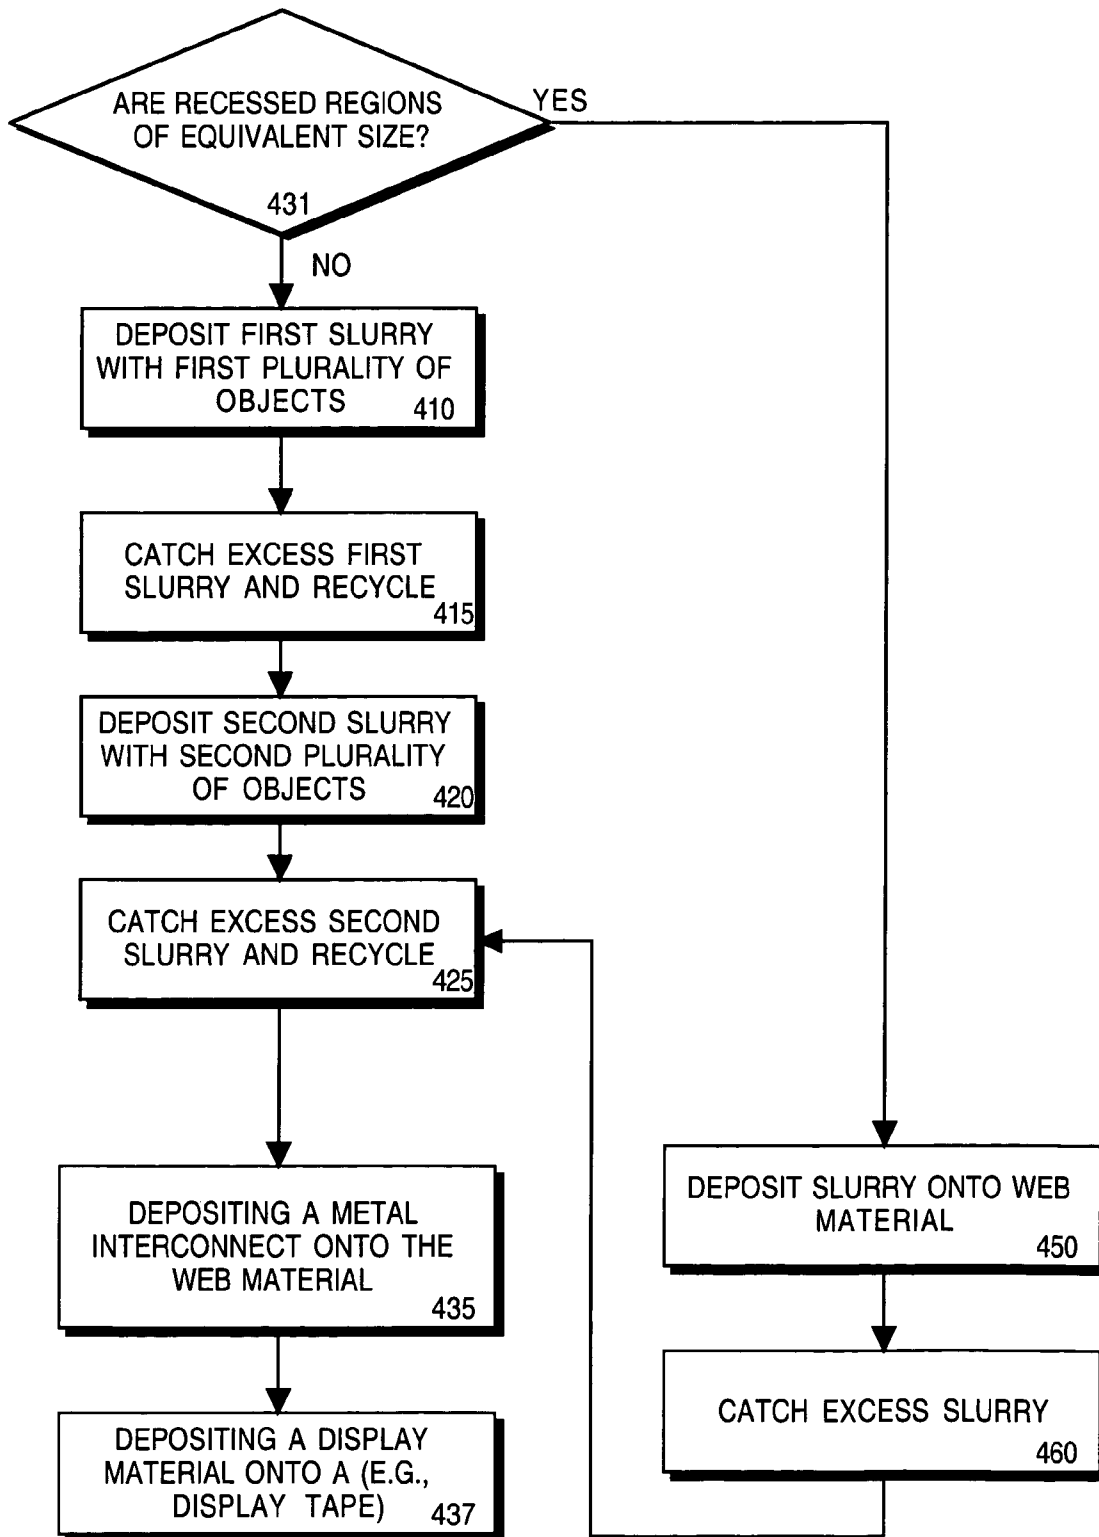 ARE RECESSED REGIONS
OF EQUIVALENT SIZE?
431
YES
NO
DEPOSIT FIRST SLURRY
WITH FIRST PLURALITY OF
OBJECTS
410
CATCH EXCESS FIRST
SLURRY AND RECYCLE
415
DEPOSIT SECOND SLURRY
WITH SECOND PLURALITY
OF OBJECTS
420
CATCH EXCESS SECOND
SLURRY AND RECYCLE
425
DEPOSITING A METAL
INTERCONNECT ONTO THE
WEB MATERIAL
435
DEPOSITING A DISPLAY
MATERIAL ONTO A (E.G.,
DISPLAY TAPE)
437
DEPOSIT SLURRY ONTO WEB
MATERIAL
450
CATCH EXCESS SLURRY
460